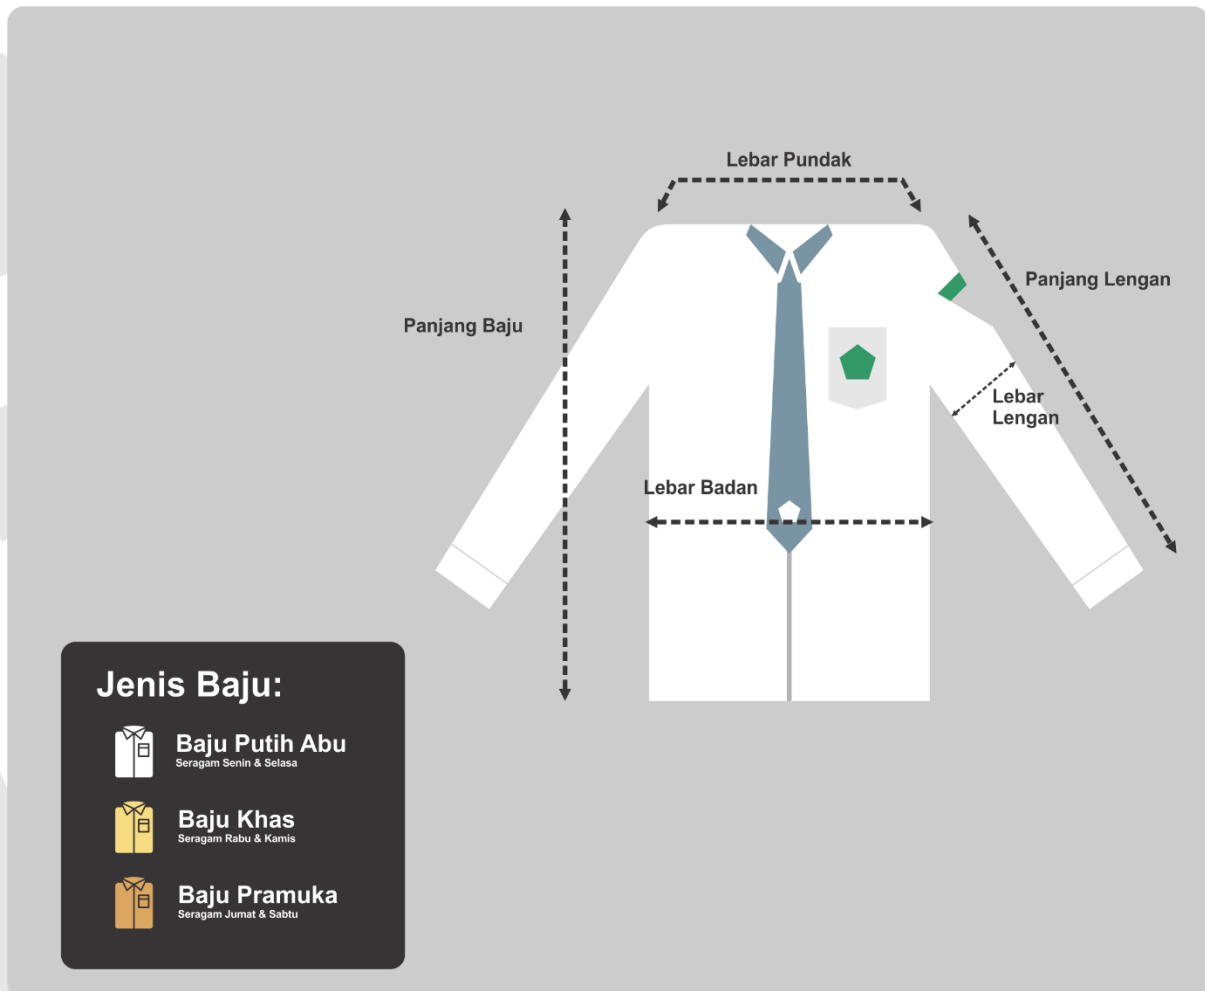 Lebar Pundak
Panjang Lengan
Panjang Baju
Lebar
Lengan
Lebar Badan
Jenis Baju:
Baju Putih Abu
Seragam Senin & Selasa
Baju Khas
Seragam Rabu & Kamis
Baju Pramuka
Seragam Jumat & Sabtu